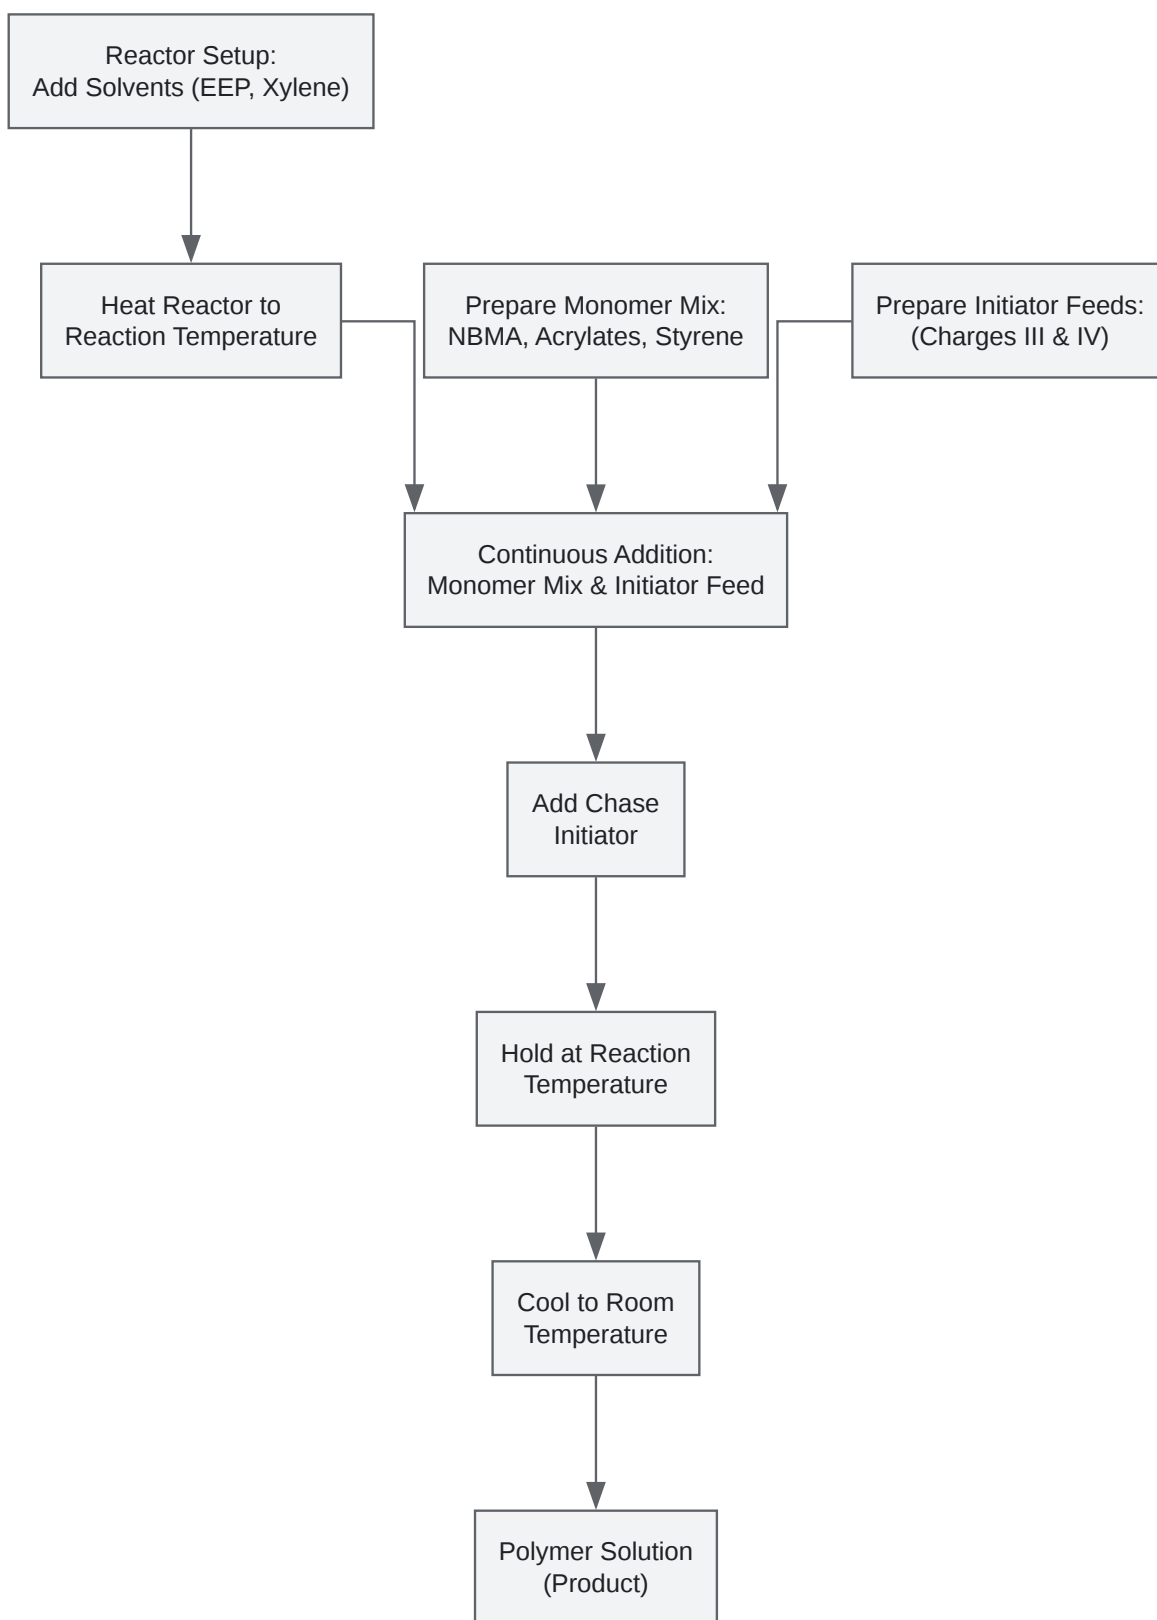 Reactor Setup:
Add Solvents (EEP, Xylene)
Heat Reactor to
Reaction Temperature
Prepare Monomer Mix:
NBMA, Acrylates, Styrene
Prepare Initiator Feeds:
(Charges III & IV)
Continuous Addition:
Monomer Mix & Initiator Feed
Add Chase
Initiator
Hold at Reaction
Temperature
Cool to Room
Temperature
Polymer Solution
(Product)